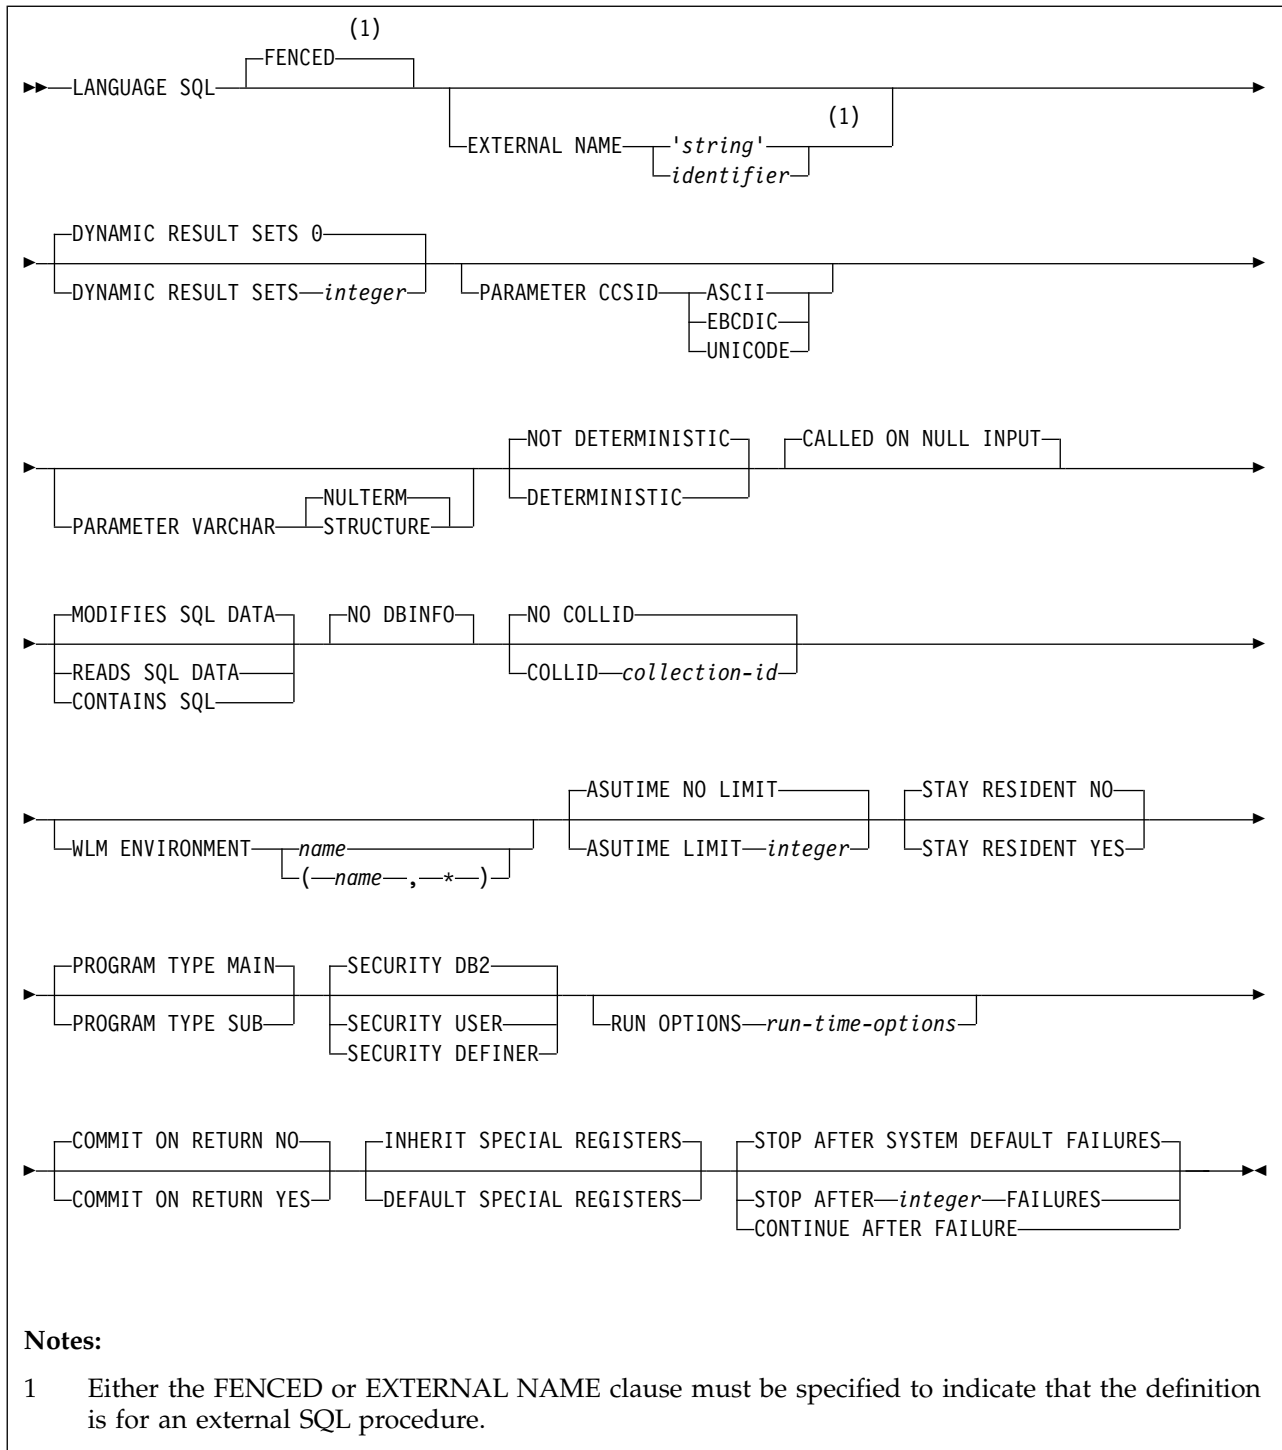 (1)
FENCED
LANGUAGE SQL
(1)
EXTERNAL NAME 'string'
identifier
DYNAMIC RESULT SETS 0
DYNAMIC RESULT SETS integer PARAMETER CCSID ASCII
EBCDIC
UNICODE
NOT DETERMINISTIC CALLED ON NULL INPUT
NULTERM DETERMINISTIC
PARAMETER VARCHAR STRUCTURE
MODIFIES SQL DATA NO DBINFO NO COLLID
READS SQL DATA COLLID collection-id
CONTAINS SQL
ASUTIME NO LIMIT STAY RESIDENT NO
WLM ENVIRONMENT name ASUTIME LIMIT integer STAY RESIDENT YES
( name , * )
PROGRAM TYPE MAIN SECURITY DB2
PROGRAM TYPE SUB SECURITY USER RUN OPTIONS run-time-options
SECURITY DEFINER
COMMIT ON RETURN NO INHERIT SPECIAL REGISTERS STOP AFTER SYSTEM DEFAULT FAILURES
COMMIT ON RETURN YES DEFAULT SPECIAL REGISTERS STOP AFTER integer FAILURES
CONTINUE AFTER FAILURE
Notes:
1 Either the FENCED or EXTERNAL NAME clause must be specified to indicate that the definition
is for an external SQL procedure.